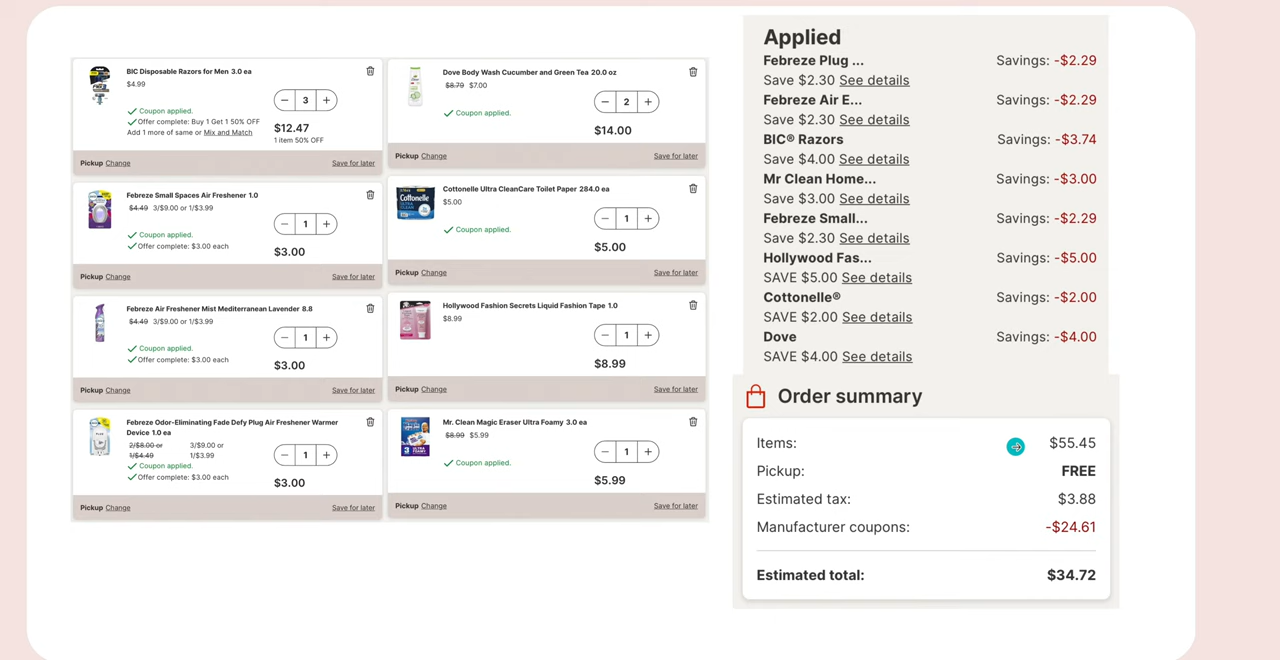 BIC Disposable Razors for Men 3.0 ea
$4.99
Coupon applied.
Offer complete: Buy 1 Get 1 50% OFF
Add 1 more of same or Mix and Match
− 3 +
$12.47
1 item 50% OFF
Pickup Change
Save for later
Febreze Small Spaces Air Freshener 1.0
$4.49 3/$9.00 or 1/$3.99
Coupon applied.
Offer complete: $3.00 each
− 1 +
$3.00
Pickup Change
Save for later
Febreze Air Freshener Mist Mediterranean Lavender 8.8
$4.49 3/$9.00 or 1/$3.99
Coupon applied.
Offer complete: $3.00 each
− 1 +
$3.00
Pickup Change
Save for later
Febreze Odor-Eliminating Fade Defy Plug Air Freshener Warmer
Device 1.0 ea
2/$8.00 or 3/$9.00 or
1/$4.49 1/$3.99
Coupon applied.
Offer complete: $3.00 each
− 1 +
$3.00
Pickup Change
Save for later
Dove Body Wash Cucumber and Green Tea 20.0 oz
$8.79 $7.00
Coupon applied.
− 2 +
$14.00
Pickup Change
Save for later
Cottonelle Ultra CleanCare Toilet Paper 284.0 ea
$5.00
Coupon applied.
− 1 +
$5.00
Cottonelle
Pickup Change
Save for later
Hollywood Fashion Secrets Liquid Fashion Tape 1.0
$8.99
− 1 +
$8.99
Pickup Change
Save for later
Mr. Clean Magic Eraser Ultra Foamy 3.0 ea
$8.99 $5.99
Coupon applied.
− 1 +
$5.99
Pickup Change
Save for later
Applied
Febreze Plug ... Savings: -$2.29
Save $2.30 See details
Febreze Air E... Savings: -$2.29
Save $2.30 See details
BIC® Razors Savings: -$3.74
Save $4.00 See details
Mr Clean Home... Savings: -$3.00
Save $3.00 See details
Febreze Small... Savings: -$2.29
Save $2.30 See details
Hollywood Fas... Savings: -$5.00
SAVE $5.00 See details
Cottonelle® Savings: -$2.00
SAVE $2.00 See details
Dove Savings: -$4.00
SAVE $4.00 See details
Order summary
Items: $55.45
Pickup: FREE
Estimated tax: $3.88
Manufacturer coupons: -$24.61
Estimated total: $34.72